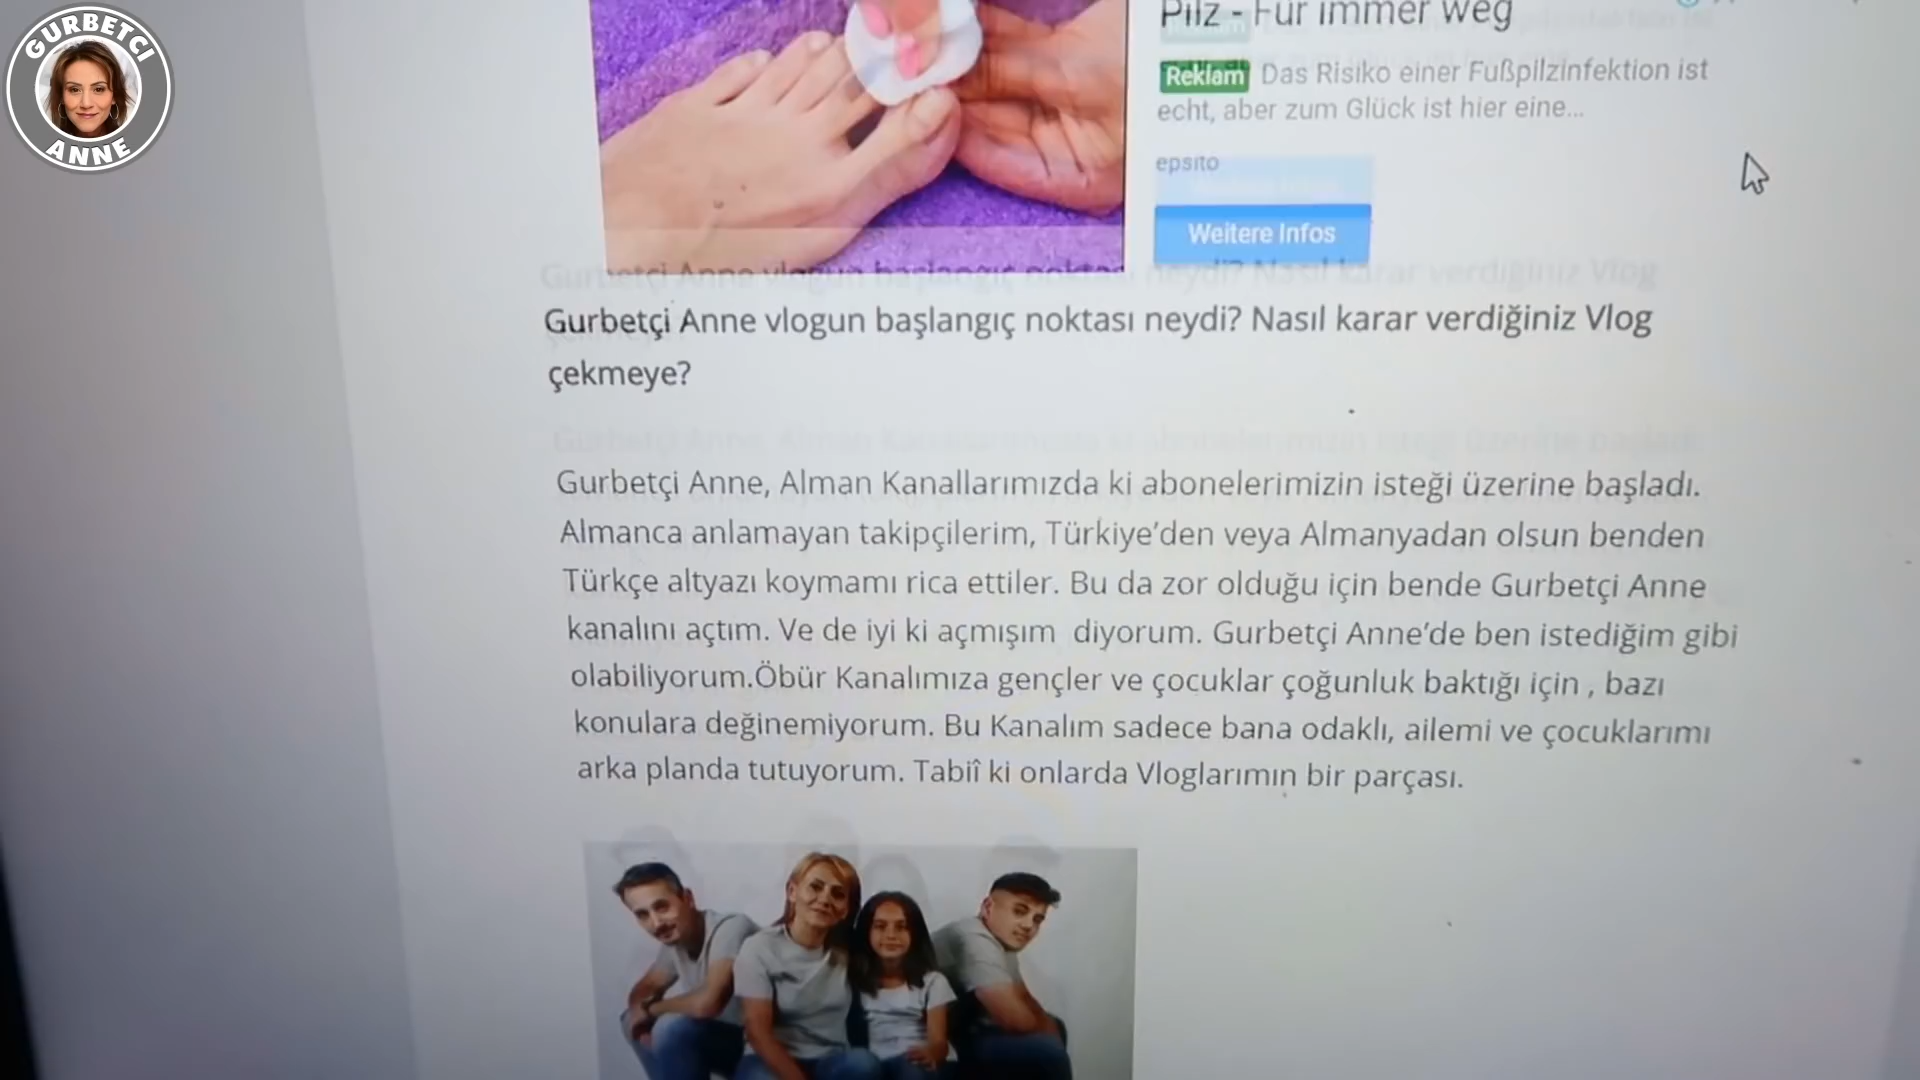 GURBETCI
ANNE
Pilz - Für immer weg
Reklam Das Risiko einer Fußpilzinfektion ist
echt, aber zum Glück ist hier eine...
epsito
Weitere Infos
Gurbetçi Anne vlogun başlangıç noktası neydi? Nasıl karar verdiğiniz Vlog
çekmeye?
Gurbetçi Anne, Alman Kanallarımızda ki abonelerimizin isteği üzerine başladı.
Almanca anlamayan takipçilerim, Türkiye’den veya Almanyadan olsun benden
Türkçe altyazı koymamı rica ettiler. Bu da zor olduğu için bende Gurbetçi Anne
kanalını açtım. Ve de iyi ki açmışım diyorum. Gurbetçi Anne’de ben istediğim gibi
olabiliyorum.Öbür Kanalımıza gençler ve çocuklar çoğunluk baktığı için , bazı
konulara değinemiyorum. Bu Kanalım sadece bana odaklı, ailemi ve çocuklarımı
arka planda tutuyorum. Tabiî ki onlarda Vloglarımın bir parçası.